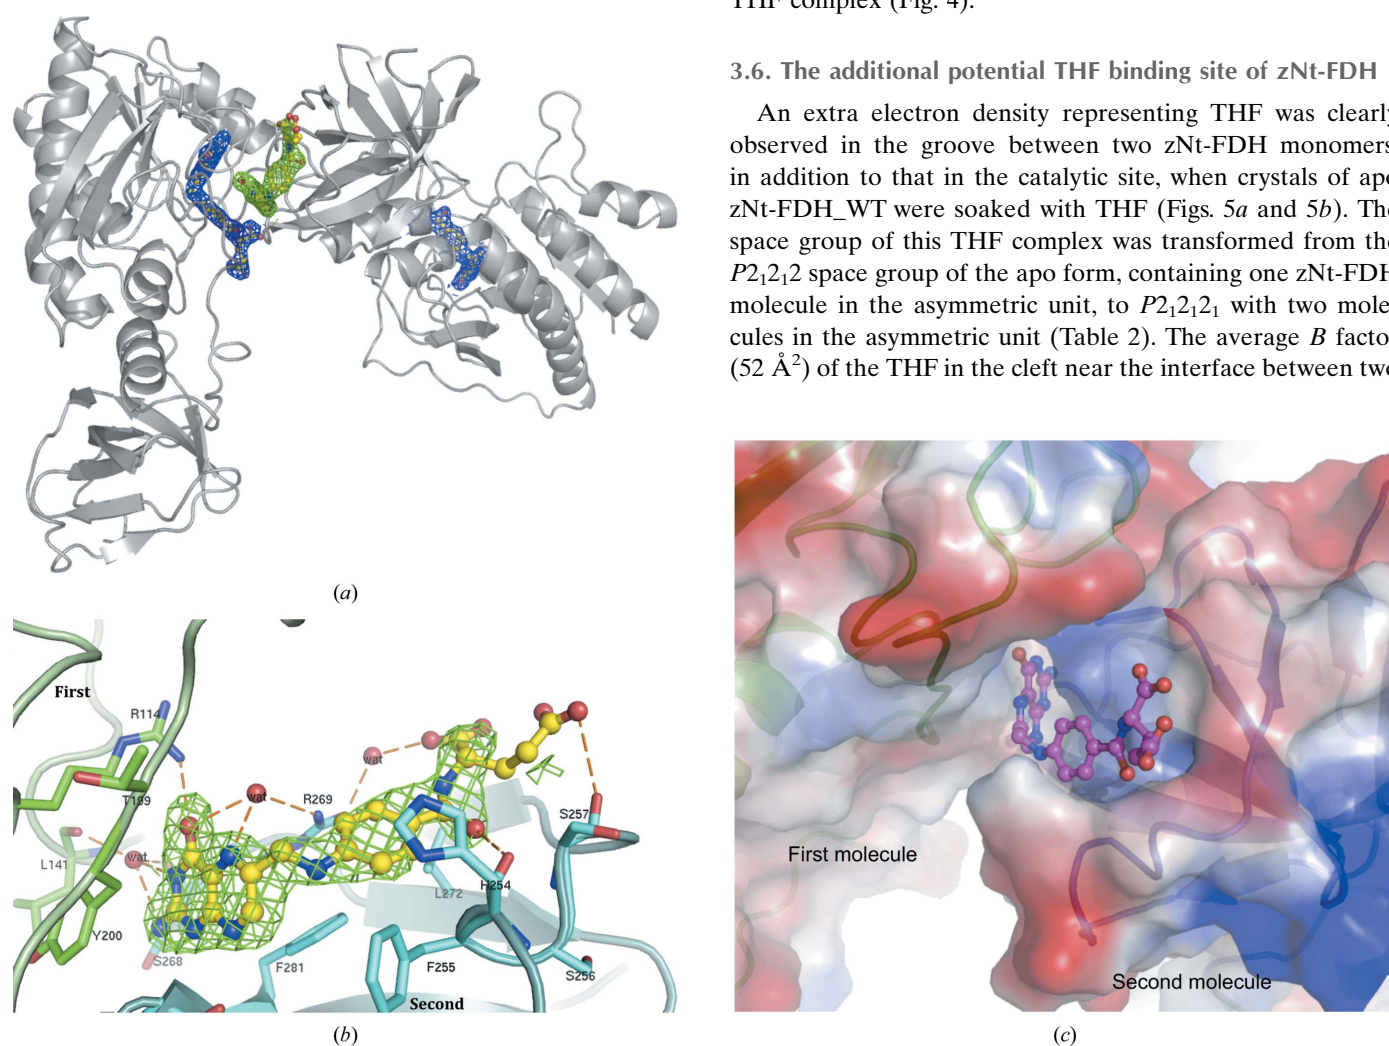 THF complex (Fig. 4).
3.6. The additional potential THF binding site of zNt-FDH
An extra electron density representing THF was clearly
observed in the groove between two zNt-FDH monomers
in addition to that in the catalytic site, when crystals of apo
zNt-FDH_WT were soaked with THF (Figs. 5a and 5b). The
space group of this THF complex was transformed from the
P2₁2₁2 space group of the apo form, containing one zNt-FDH
molecule in the asymmetric unit, to P2₁2₁2₁ with two mole
cules in the asymmetric unit (Table 2). The average B factor
(52 Å²) of the THF in the cleft near the interface between two
(a)
First
R114
T199
wat
wat
R269
S257
L141
wat
L272
H254
Y200
S268
F281
F255
S256
Second
(b)
First molecule
Second molecule
(c)